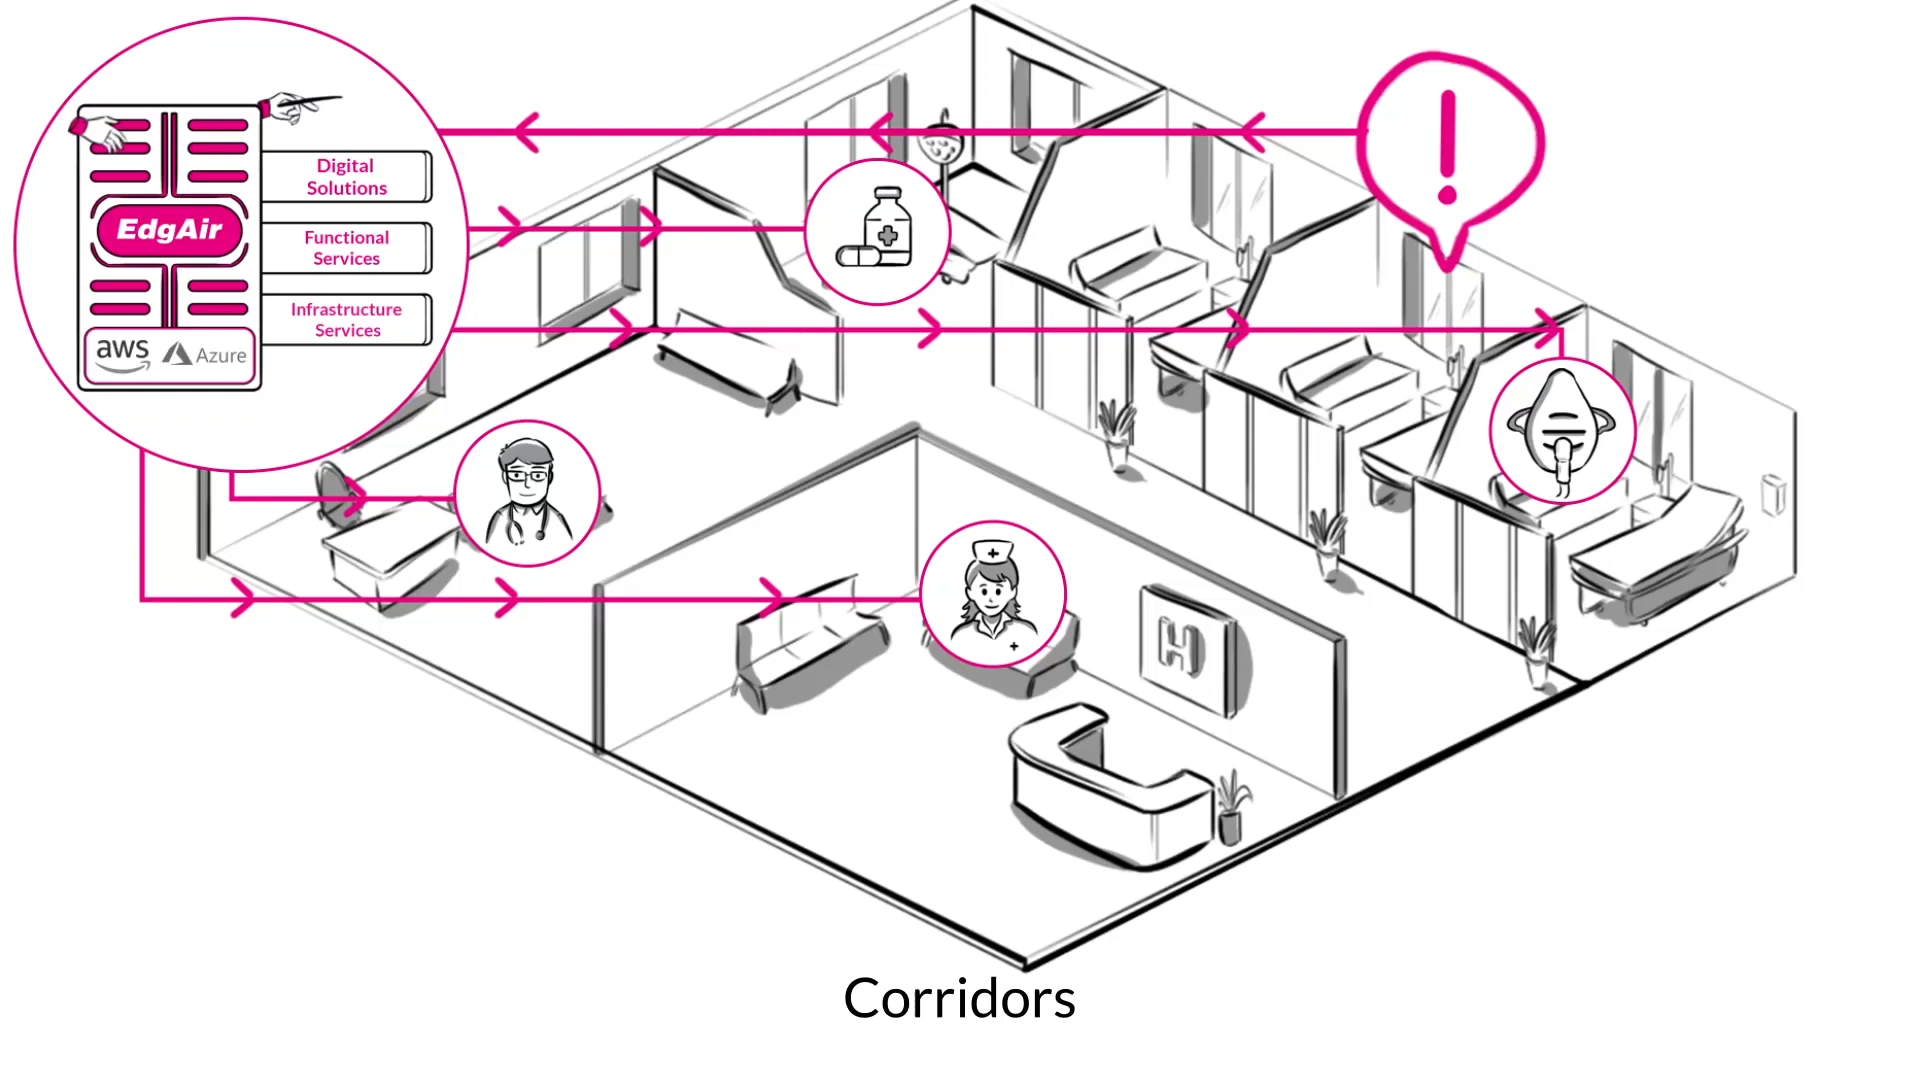 Digital
Solutions
EdgAir
Functional
Services
Infrastructure
Services
aws
Azure
H
Corridors